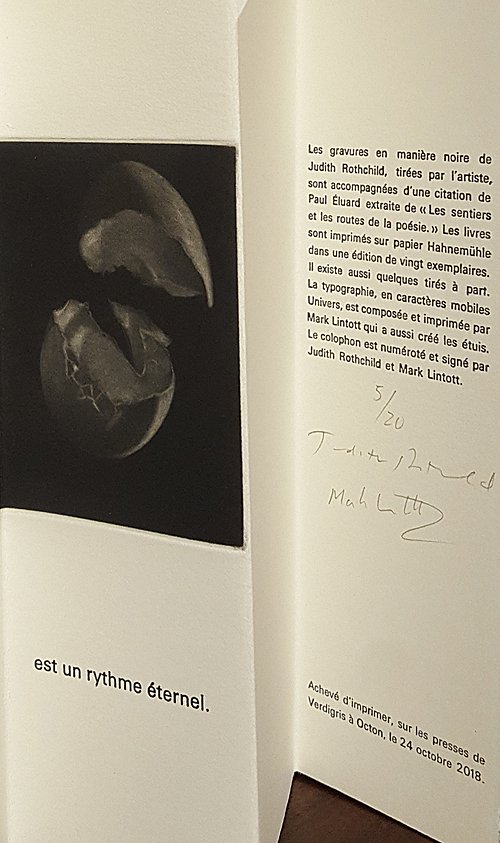 est un rythme éternel.
Les gravures en manière noire de
Judith Rothchild, tirées par l'artiste,
sont accompagnées d'une citation de
Paul Éluard extraite de « Les sentiers
et les routes de la poésie. » Les livres
sont imprimés sur papier Hahnemühle
dans une édition de vingt exemplaires.
Il existe aussi quelques tirés à part.
La typographie, en caractères mobiles
Univers, est composée et imprimée par
Mark Lintott qui a aussi créé les étuis.
Le colophon est numéroté et signé par
Judith Rothchild et Mark Lintott.
5/20
Judith Rothchild
Mark Lintott
Achevé d'imprimer, sur les presses de
Verdigris à Octon, le 24 octobre 2018.